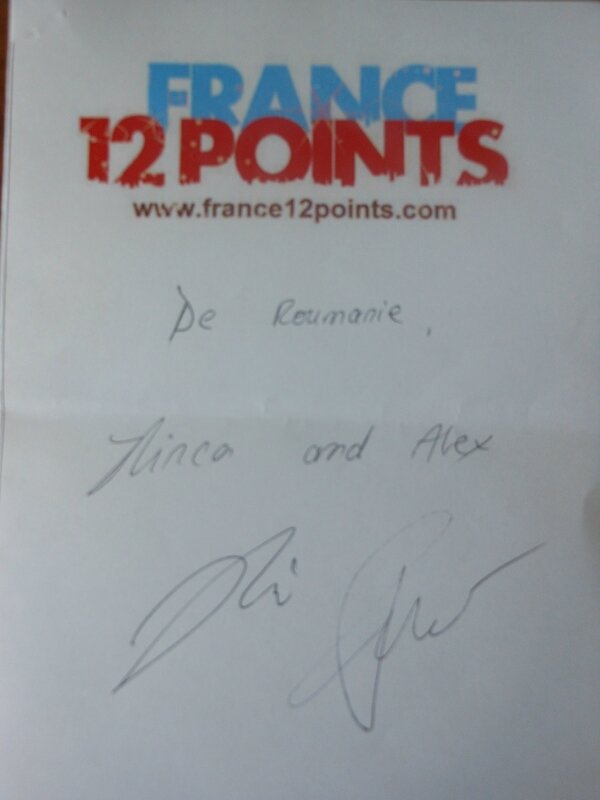 FRANCE
12 POINTS
www.france12points.com
De Roumanie,
Ilinca and Alex